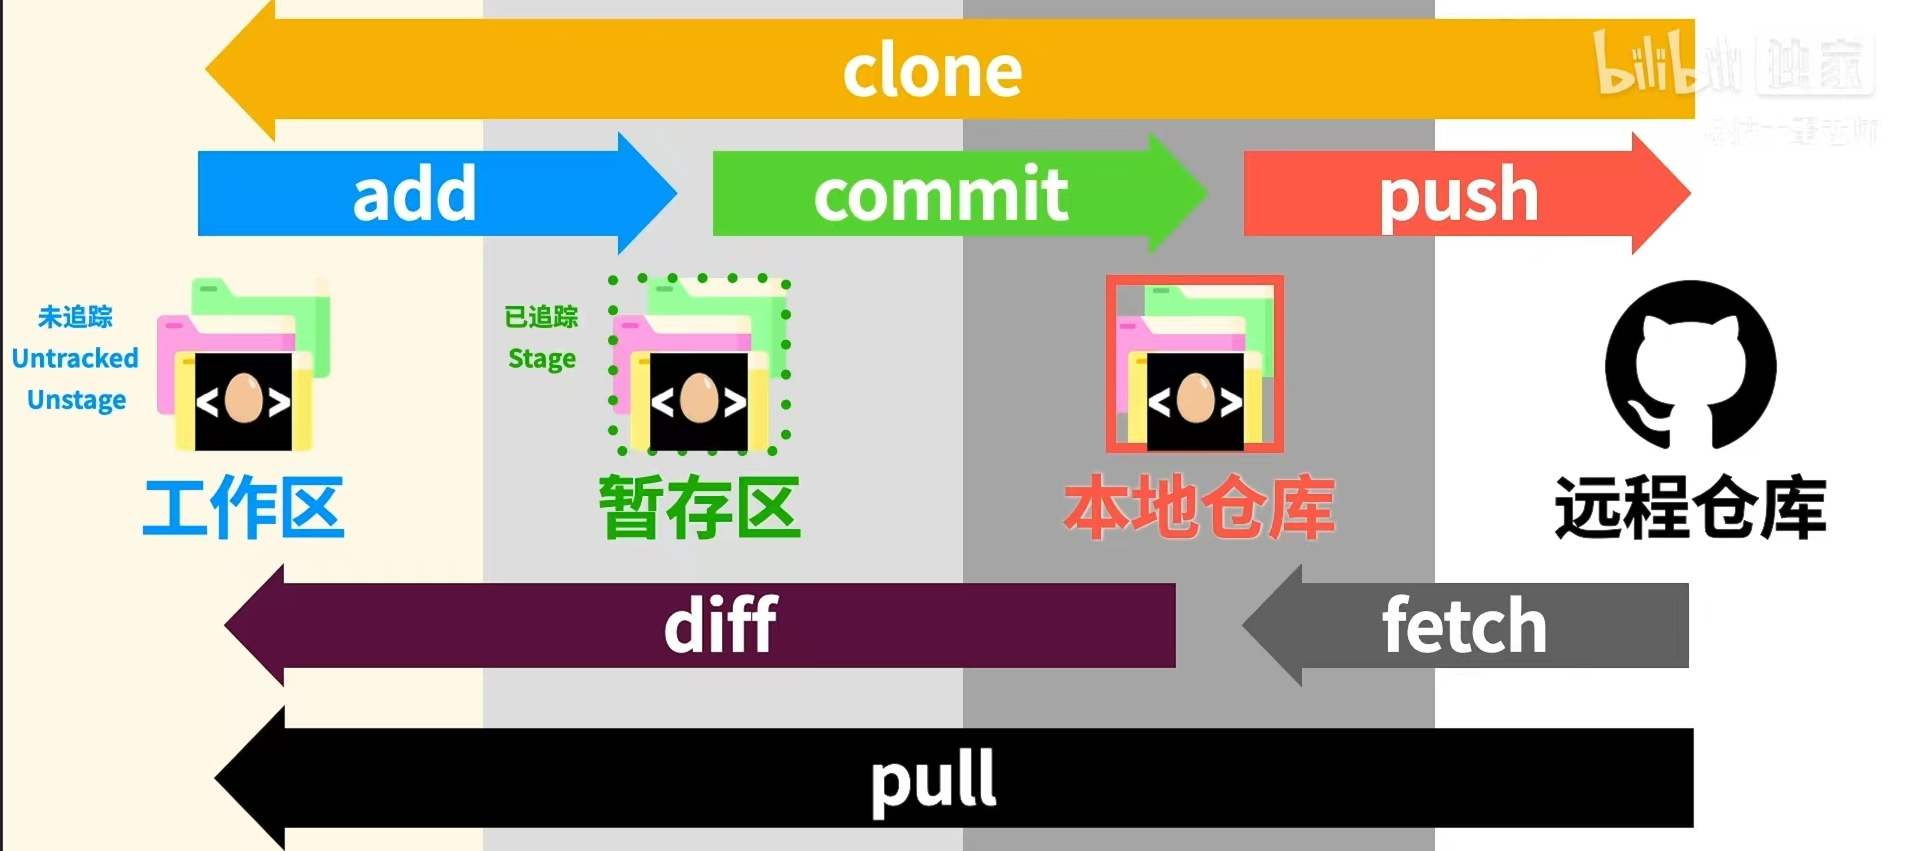 clone
bilibili 独家
add
commit
push
未追踪
Untracked
Unstage
已追踪
Stage
< >
< >
< >
工作区
暂存区
本地仓库
远程仓库
diff
fetch
pull